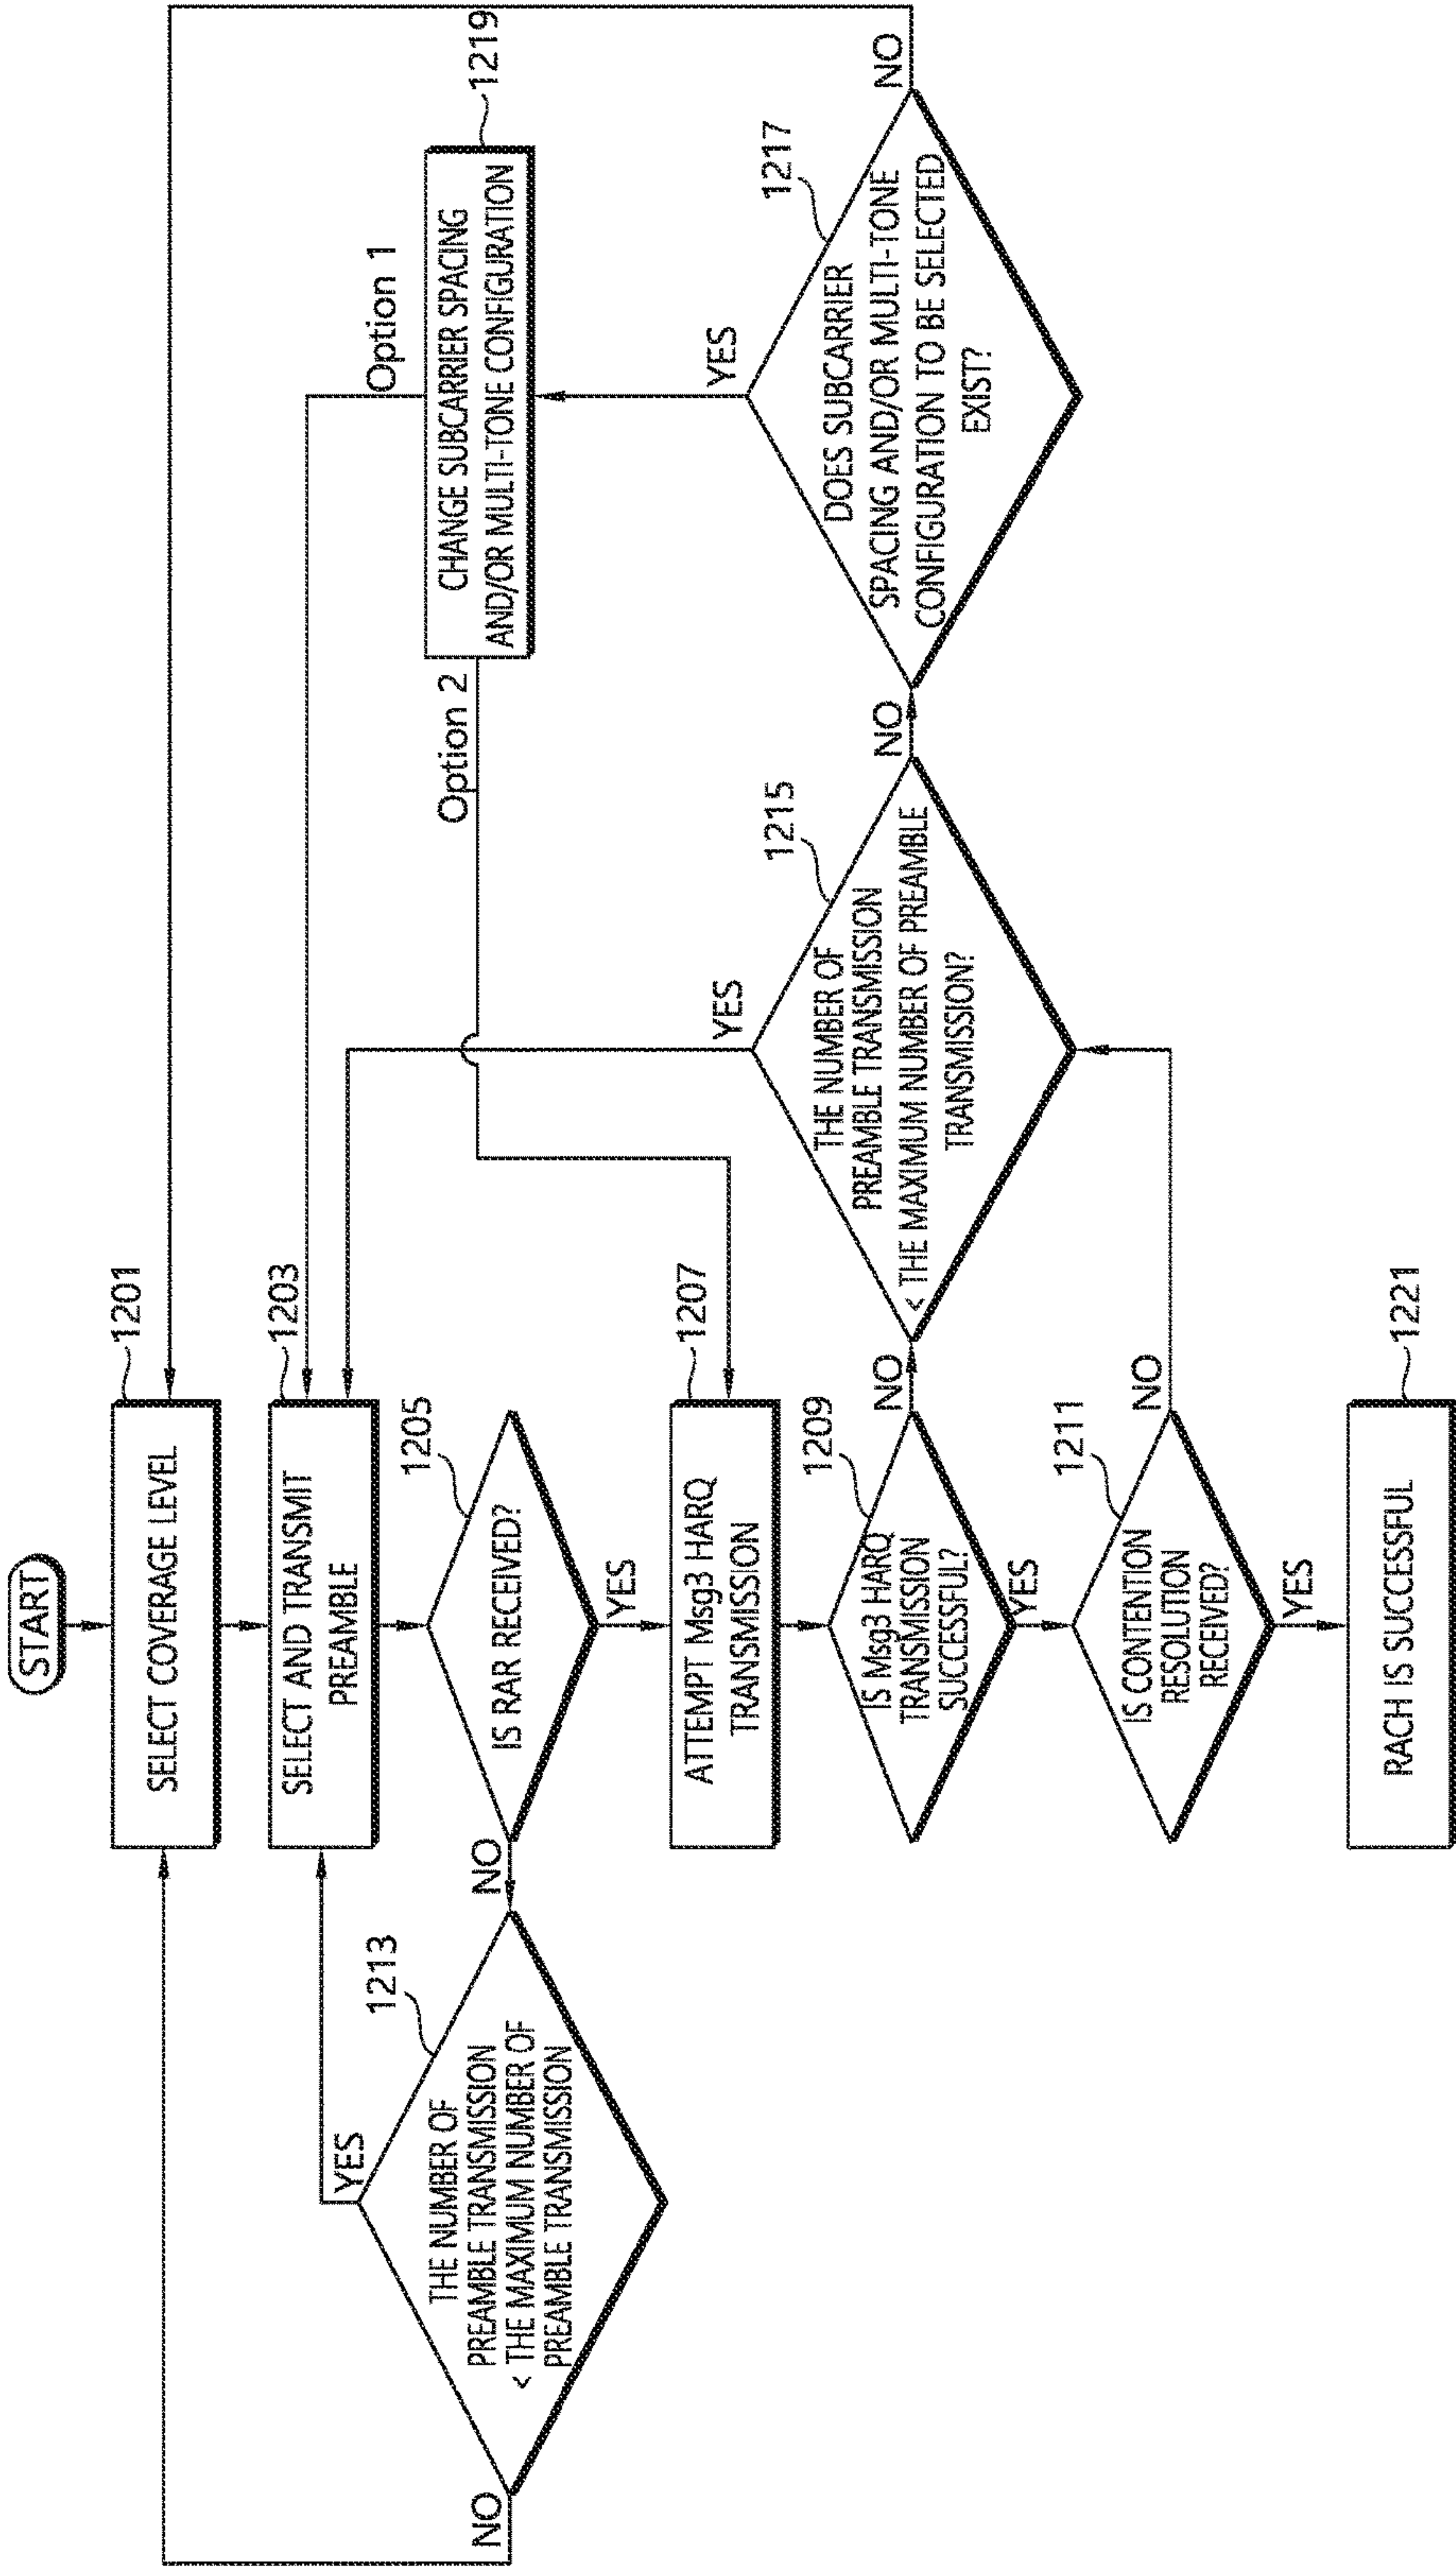 START
1201
SELECT COVERAGE LEVEL
1203
SELECT AND TRANSMIT
PREAMBLE
1205
IS RAR RECEIVED?
NO
YES
1213
THE NUMBER OF
PREAMBLE TRANSMISSION
< THE MAXIMUM NUMBER OF
PREAMBLE TRANSMISSION
YES
NO
1207
ATTEMPT Msg3 HARQ
TRANSMISSION
1209
IS Msg3 HARQ
TRANSMISSION
SUCCESSFUL?
NO
YES
1211
IS CONTENTION
RESOLUTION
RECEIVED?
NO
YES
1221
RACH IS SUCCESSFUL
1215
THE NUMBER OF
PREAMBLE TRANSMISSION
< THE MAXIMUM NUMBER OF PREAMBLE
TRANSMISSION?
YES
NO
1217
DOES SUBCARRIER
SPACING AND/OR MULTI-TONE
CONFIGURATION TO BE SELECTED
EXIST?
YES
NO
1219
CHANGE SUBCARRIER SPACING
AND/OR MULTI-TONE CONFIGURATION
Option 1
Option 2